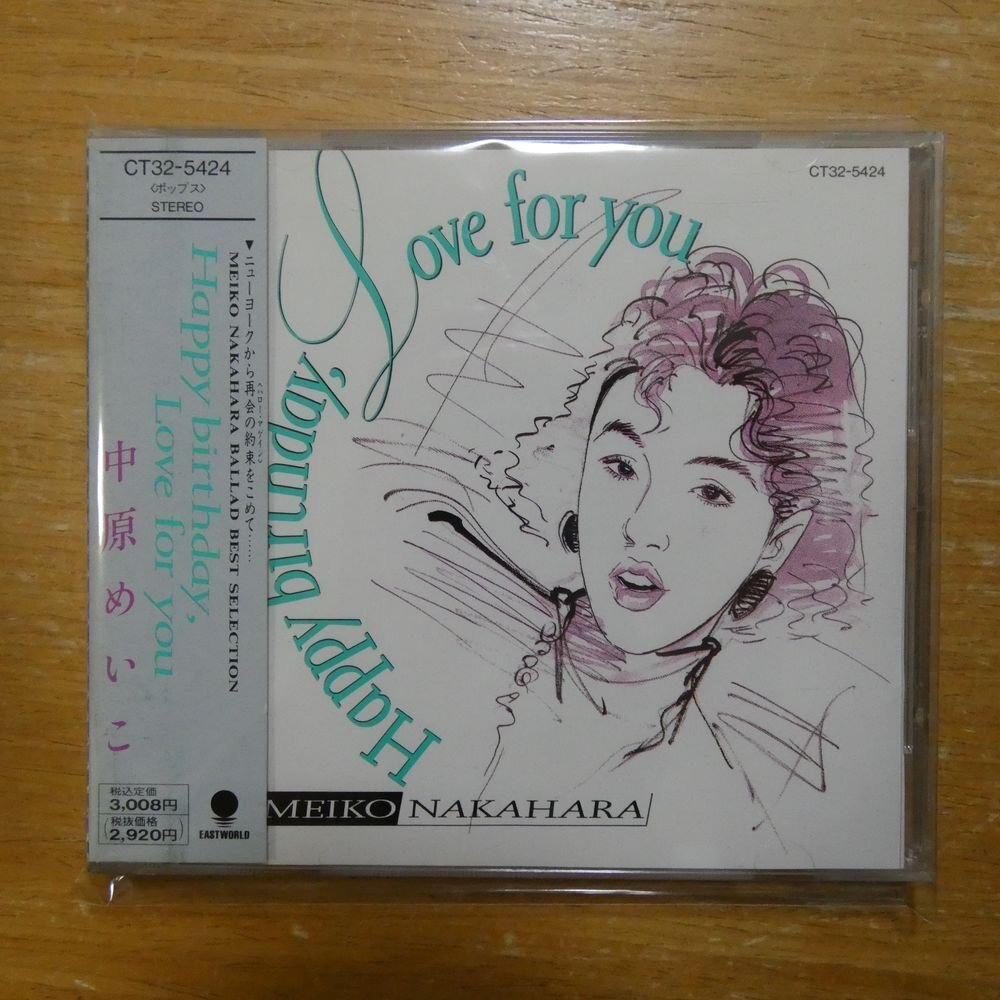 CT32-5424
〈ポップス〉
STEREO
▼ニューヨークから再会の約束をこめて……
ハロー・アゲイン
MEIKO NAKAHARA BALLAD BEST SELECTION
Happy birthday,
Love for you
中原めいこ
税込定価
3,008円
(税抜価格
2,920円)
EASTWORLD
CT32-5424
Happy birthday,
Love for you
MEIKO NAKAHARA